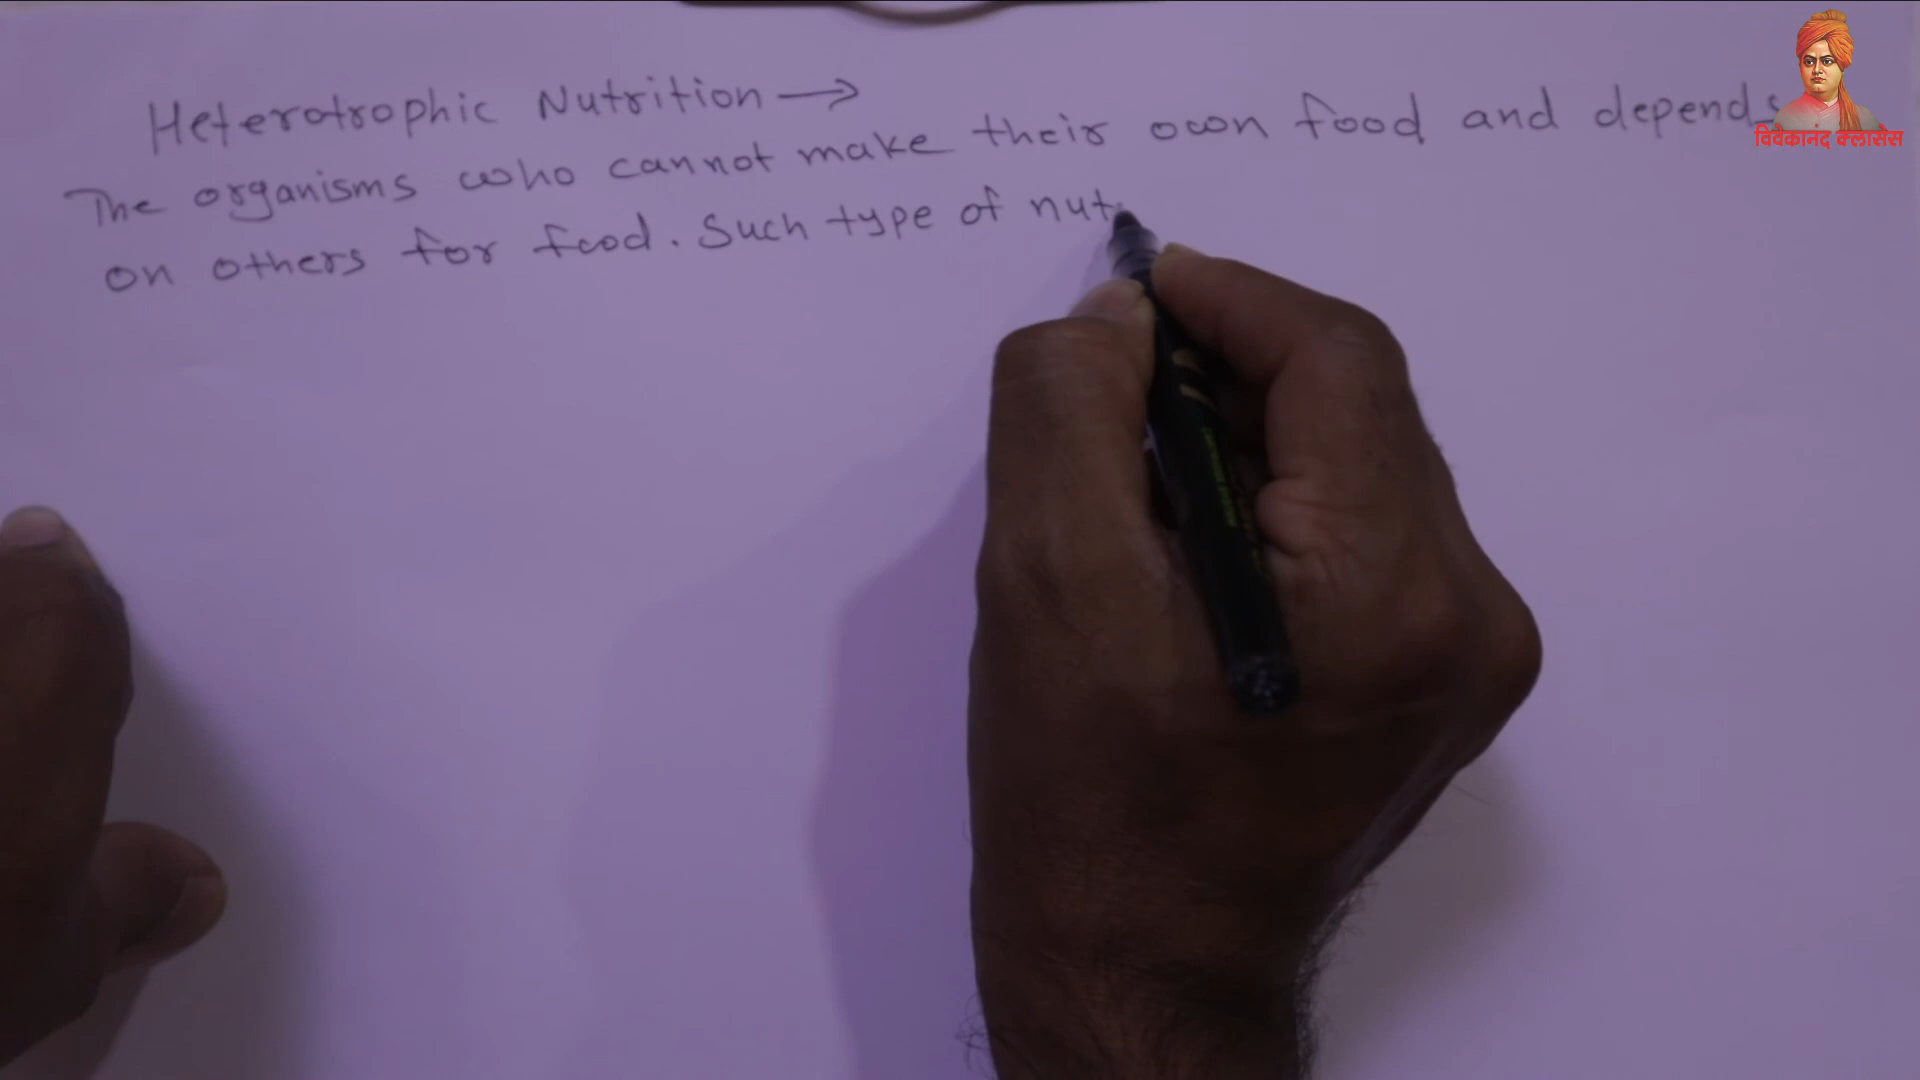 Heterotrophic Nutrition →
The organisms who cannot make their own food and depends
on others for food. Such type of nut
विवेकानंद क्लासेस